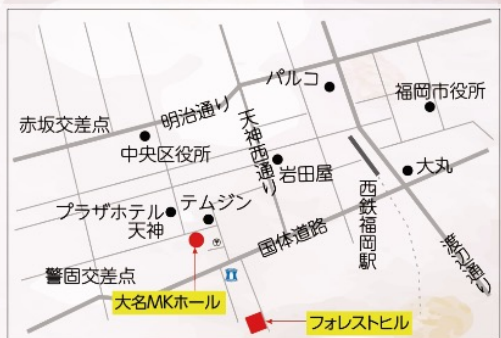 パルコ
福岡市役所
赤坂交差点
明治通り
中央区役所
天神西通り
岩田屋
大丸
西鉄福岡駅
プラザホテル
天神
テムジン
国体道路
渡辺通り
警固交差点
大名MKホール
フォレストヒル